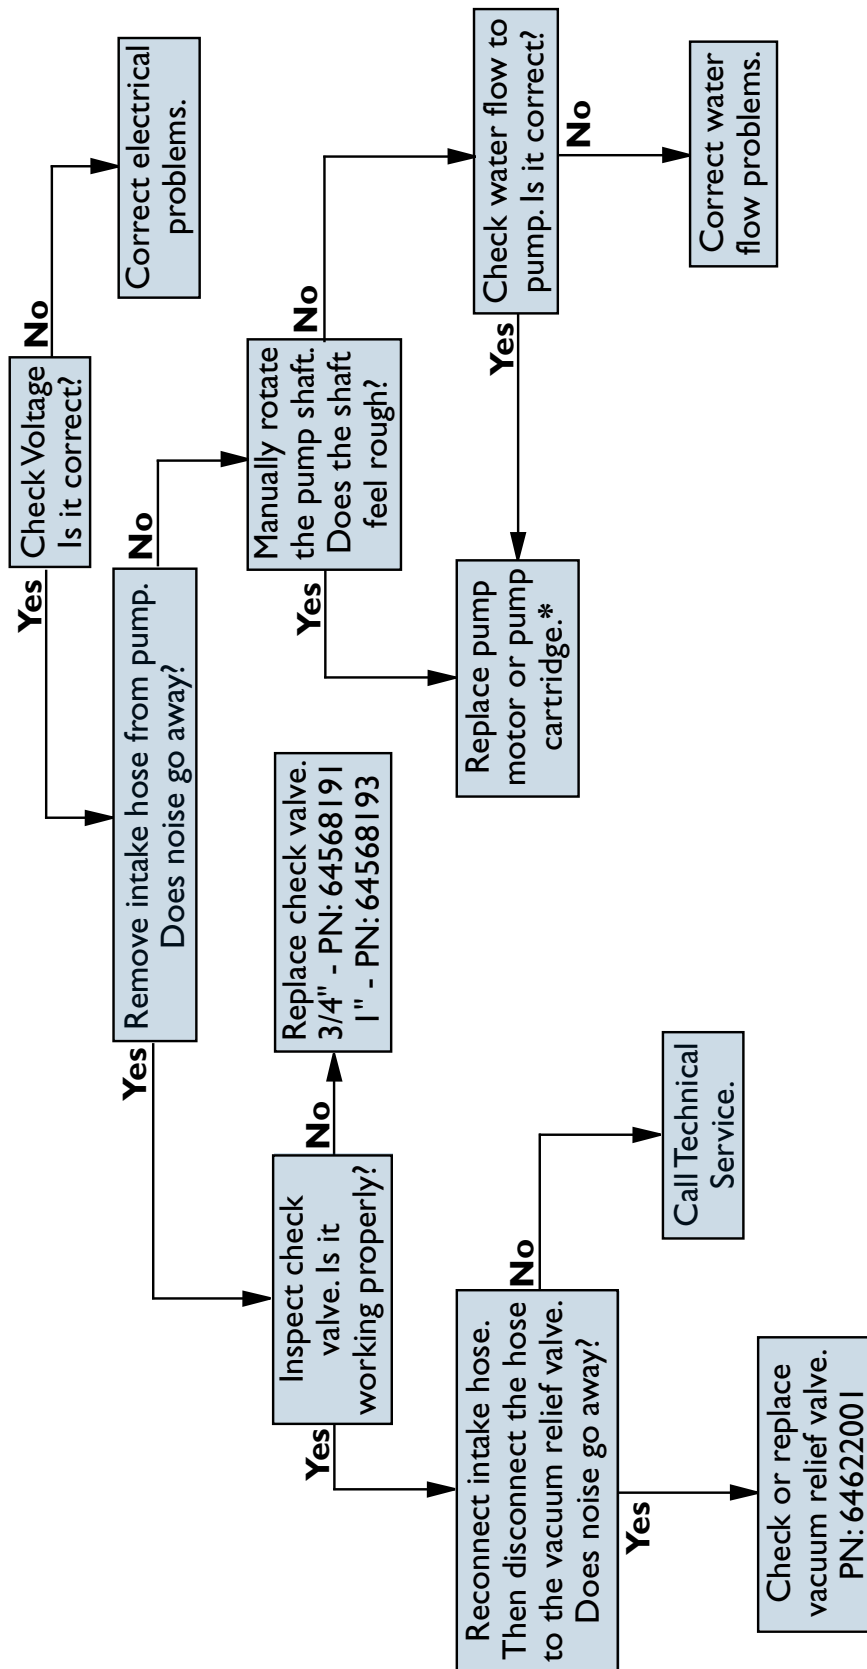 Check Voltage
Is it correct?
Yes
No
Correct electrical
problems.
Remove intake hose from pump.
Does noise go away?
Yes
No
Manually rotate
the pump shaft.
Does the shaft
feel rough?
Yes
No
Check water flow to
pump. Is it correct?
Yes
No
Correct water
flow problems.
Replace pump
motor or pump
cartridge.*
Inspect check
valve. Is it
working properly?
Yes
No
Replace check valve.
3/4" - PN: 64568191
1" - PN: 64568193
Reconnect intake hose.
Then disconnect the hose
to the vacuum relief valve.
Does noise go away?
Yes
No
Call Technical
Service.
Check or replace
vacuum relief valve.
PN: 64622001